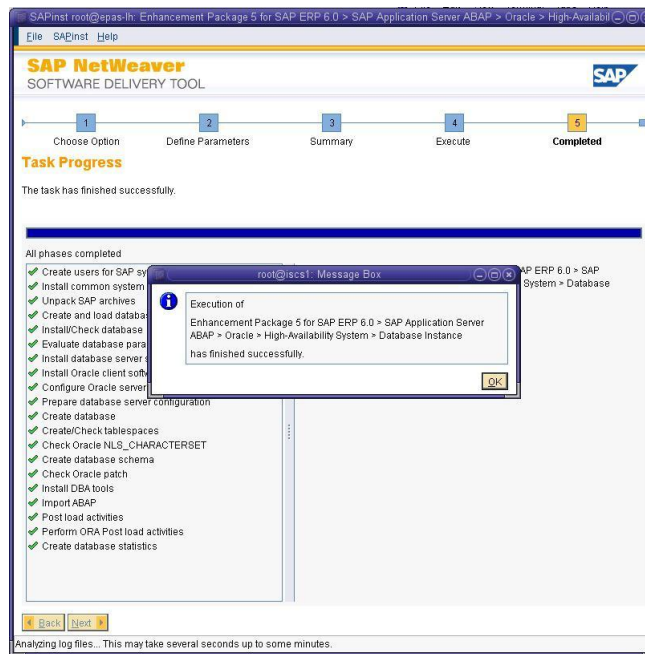 SAPinst root@epas-lh: Enhancement Package 5 for SAP ERP 6.0 > SAP Application Server ABAP > Oracle > High-Availabil
File SAPinst Help
SAP NetWeaver
SOFTWARE DELIVERY TOOL
SAP
1 2 3 4 5
Choose Option Define Parameters Summary Execute Completed
Task Progress
The task has finished successfully.
All phases completed
Create users for SAP sy
Install common system
Unpack SAP archives
Create and load databas
Install/Check database
Evaluate database para
Install database server s
Install Oracle client softw
Configure Oracle server
Prepare database server configuration
Create database
Create/Check tablespaces
Check Oracle NLS_CHARACTERSET
Create database schema
Check Oracle patch
Install DBA tools
Import ABAP
Post load activities
Perform ORA Post load activities
Create database statistics
AP ERP 6.0 > SAP
System > Database
root@iscs1: Message Box
Execution of
Enhancement Package 5 for SAP ERP 6.0 > SAP Application Server
ABAP > Oracle > High-Availability System > Database Instance
has finished successfully.
OK
Back Next
Analyzing log files... This may take several seconds up to some minutes.